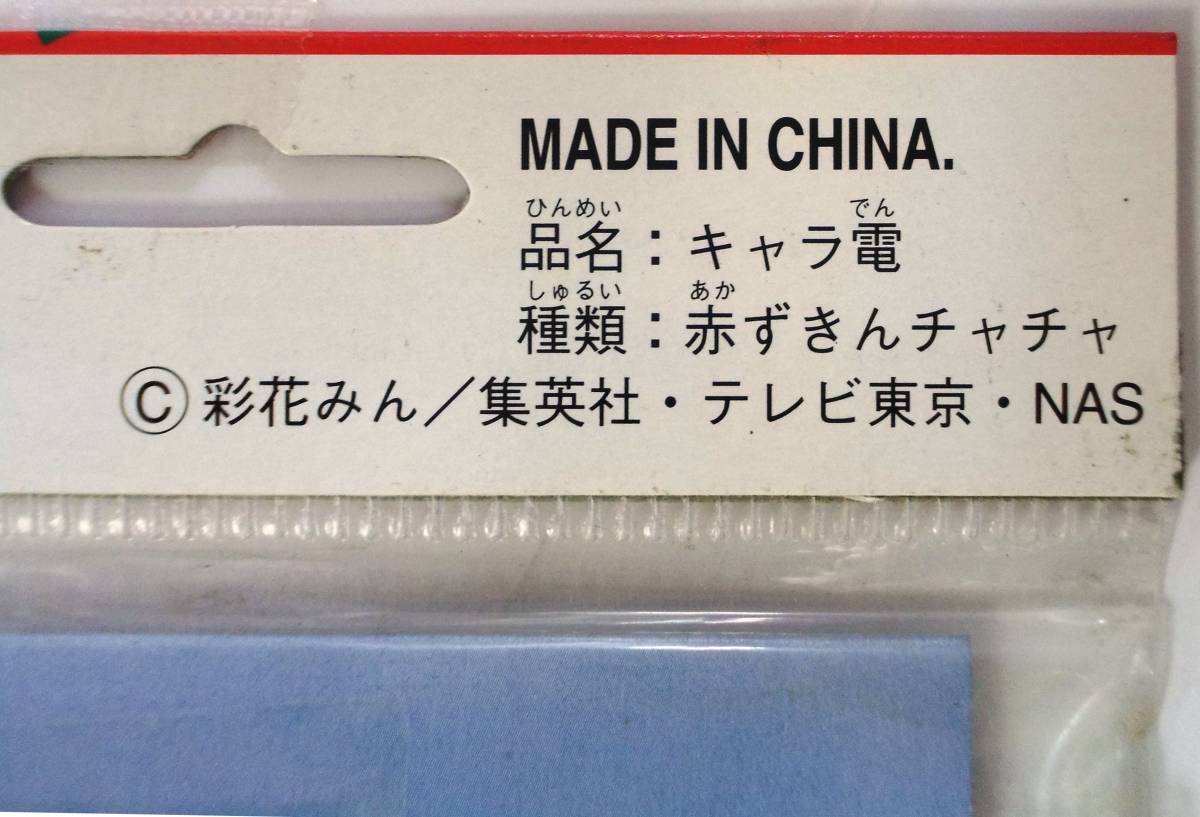 MADE IN CHINA.
ひんめい でん
品名：キャラ電
しゅるい あか
種類：赤ずきんチャチャ
©彩花みん／集英社・テレビ東京・NAS